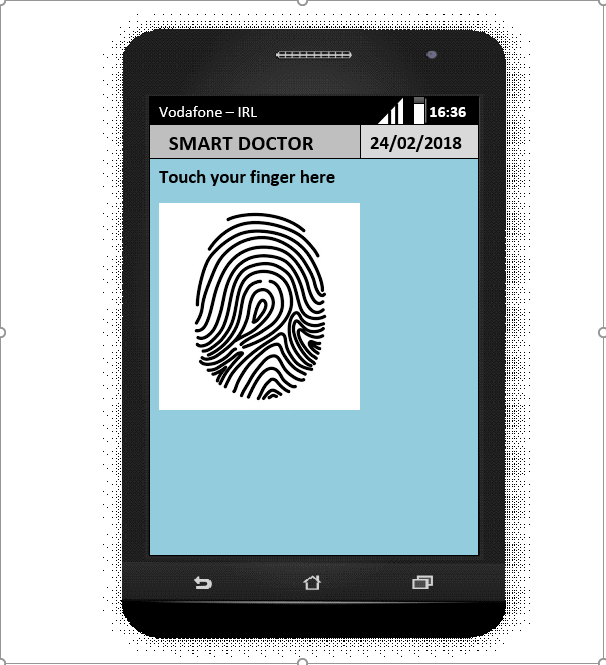 Vodafone – IRL 16:36
SMART DOCTOR 24/02/2018
Touch your finger here